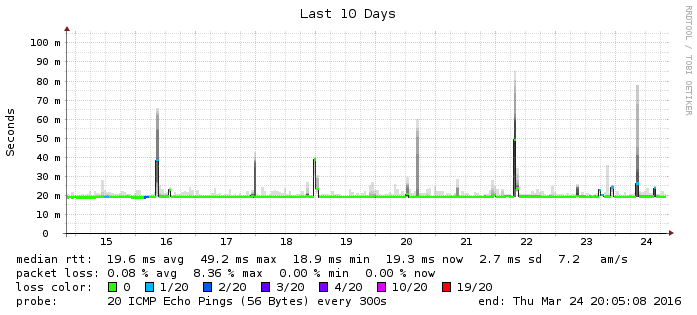 Last 10 Days
RRDTOOL / TOBI OETIKER
Seconds
100 m
90 m
80 m
70 m
60 m
50 m
40 m
30 m
20 m
10 m
0
15 16 17 18 19 20 21 22 23 24
median rtt: 19.6 ms avg 49.2 ms max 18.9 ms min 19.3 ms now 2.7 ms sd 7.2 am/s
packet loss: 0.08 % avg 8.36 % max 0.00 % min 0.00 % now
loss color: 0 1/20 2/20 3/20 4/20 10/20 19/20
probe: 20 ICMP Echo Pings (56 Bytes) every 300s end: Thu Mar 24 20:05:08 2016